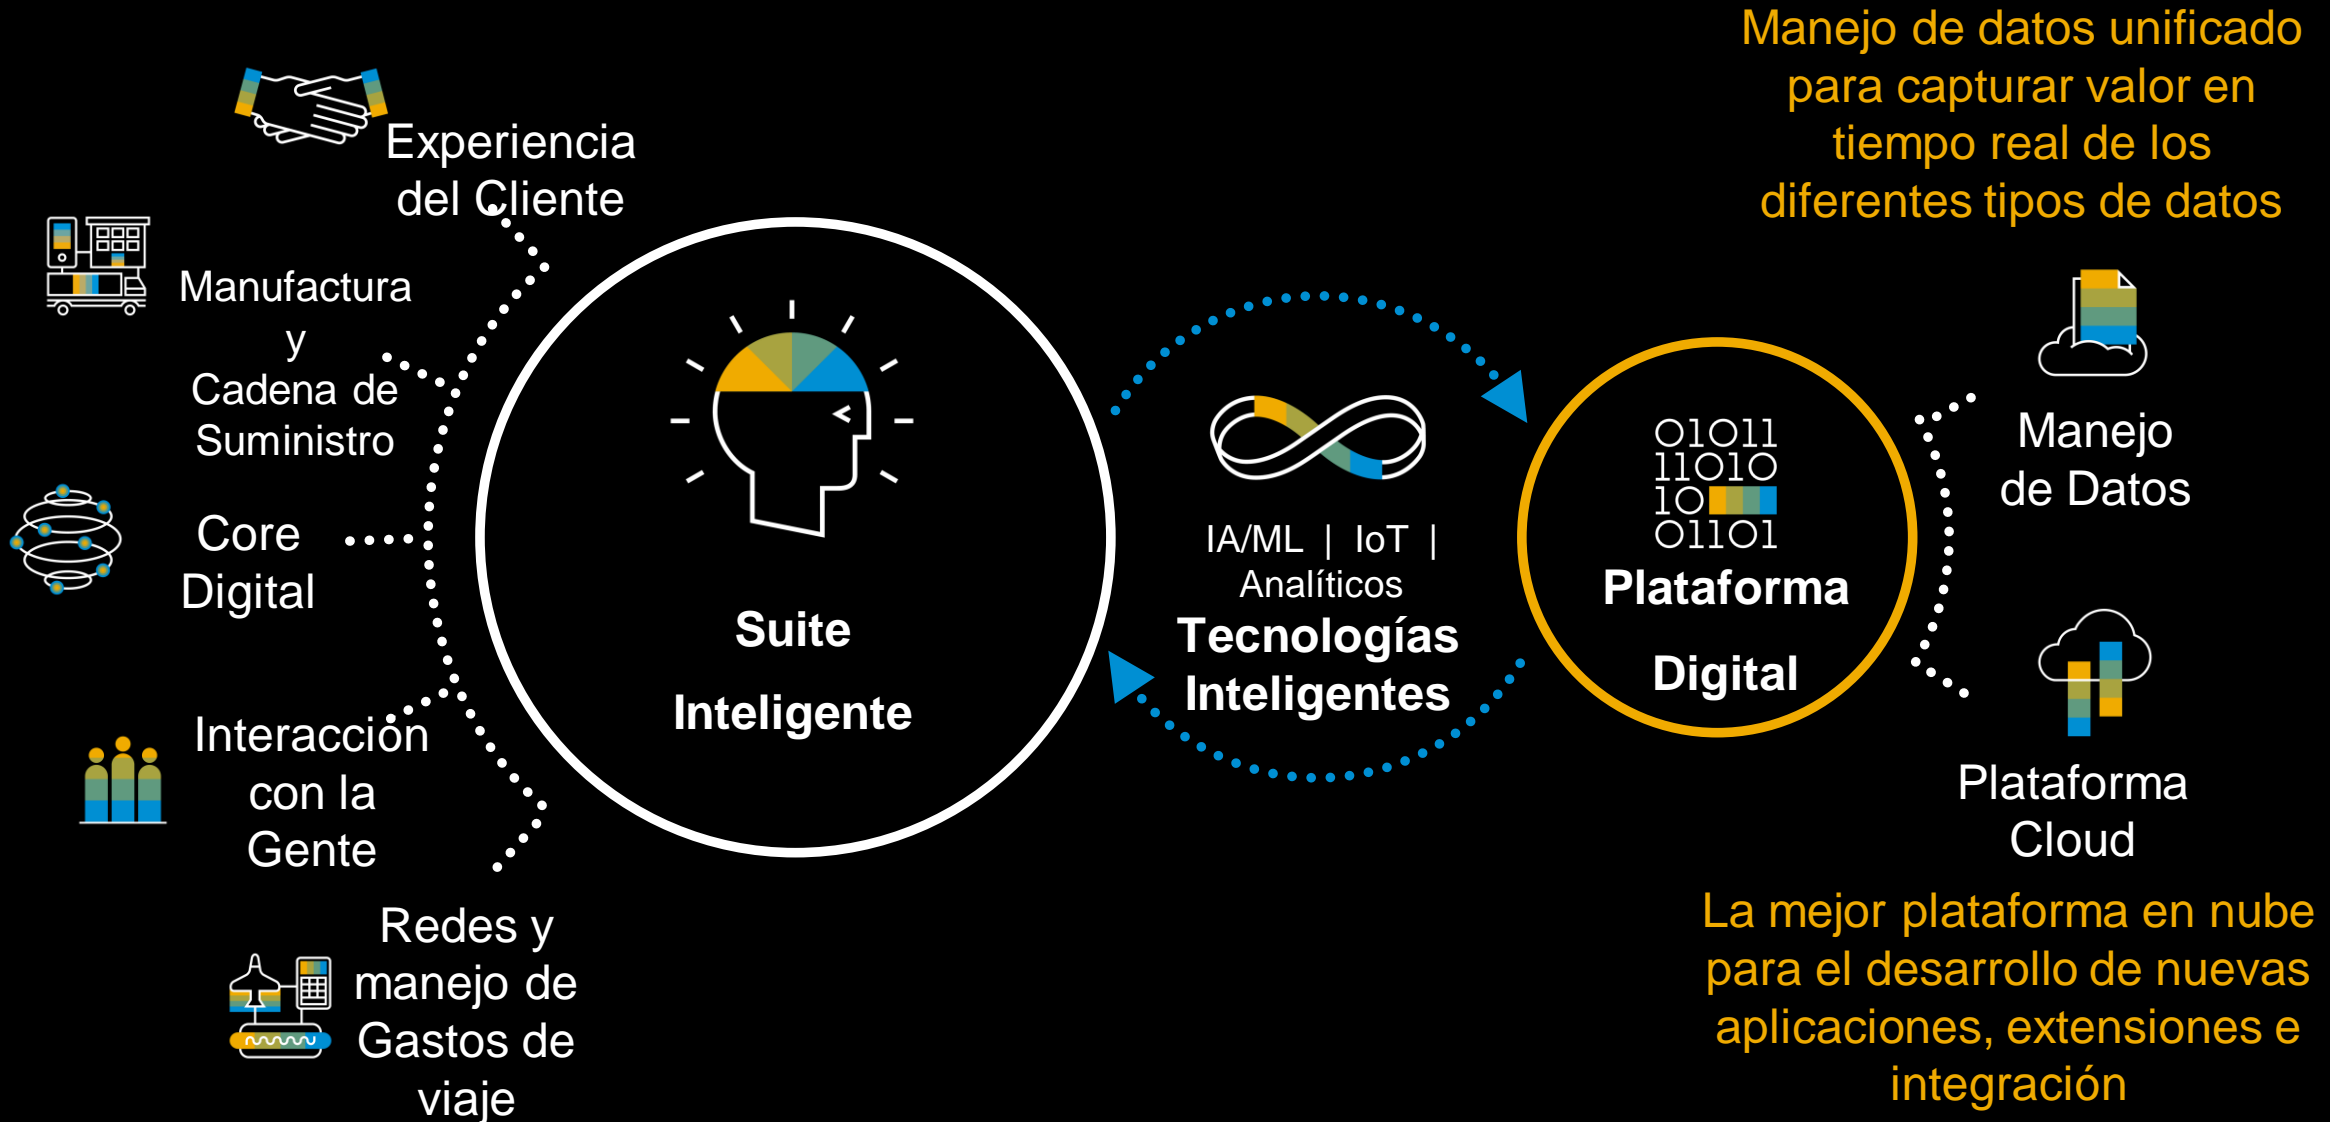 Experiencia
del Cliente
Manufactura
y
Cadena de
Suministro
Core
Digital
Interacción
con la
Gente
Redes y
manejo de
Gastos de
viaje
Suite
Inteligente
IA/ML | IoT |
Analíticos
Tecnologías
Inteligentes
01011
11010
10
01101
Plataforma
Digital
Manejo de datos unificado
para capturar valor en
tiempo real de los
diferentes tipos de datos
Manejo
de Datos
Plataforma
Cloud
La mejor plataforma en nube
para el desarrollo de nuevas
aplicaciones, extensiones e
integración